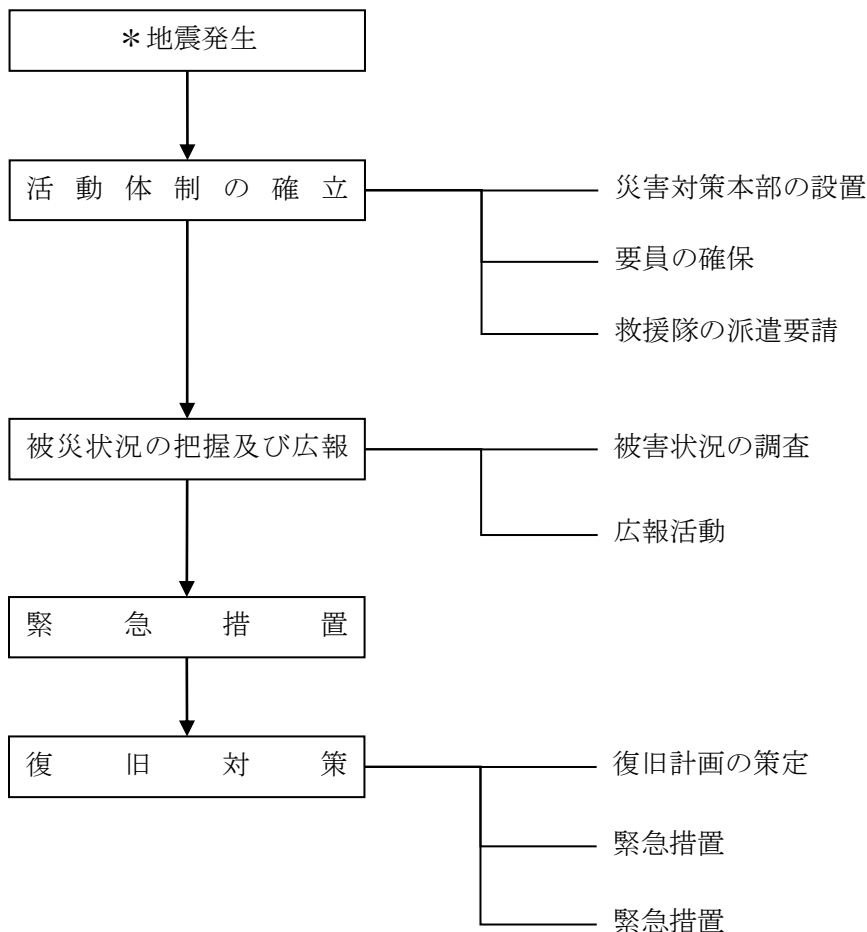 ＊地震発生
活動体制の確立
災害対策本部の設置
要員の確保
救援隊の派遣要請
被災状況の把握及び広報
被害状況の調査
広報活動
緊急措置
復旧対策
復旧計画の策定
緊急措置
緊急措置